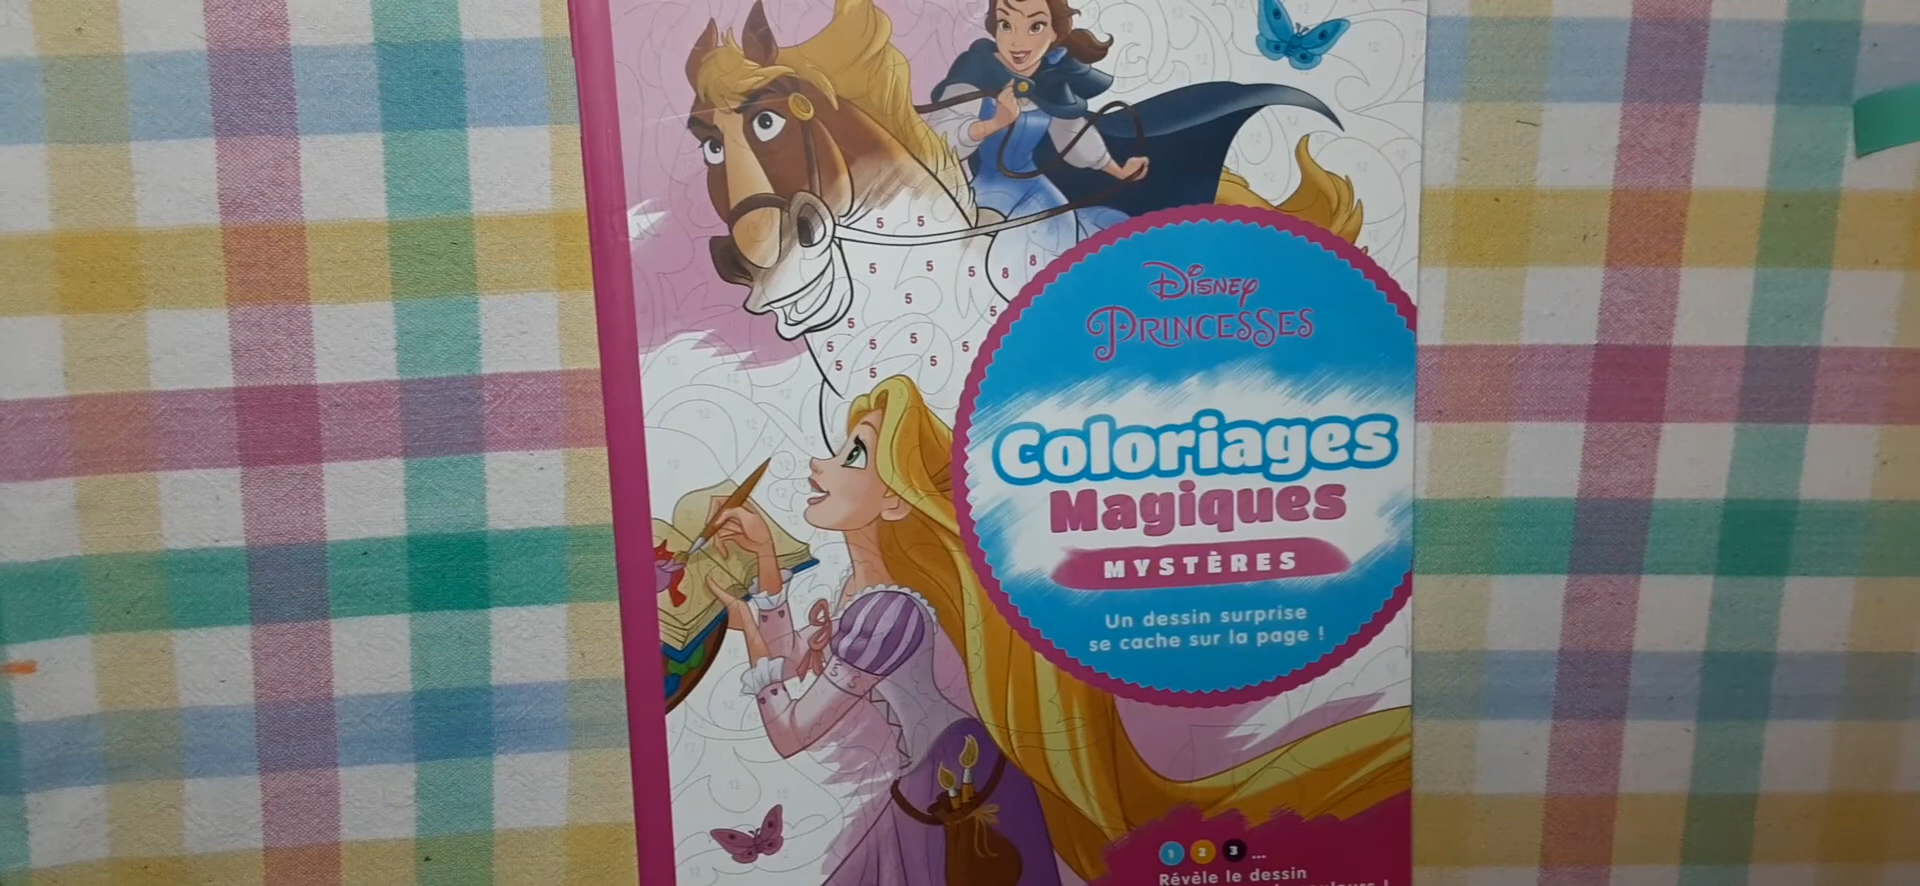 Disney
PRINCESSES
Coloriages
Magiques
MYSTÈRES
Un dessin surprise
se cache sur la page !
1 2 3 ...
Révèle le dessin